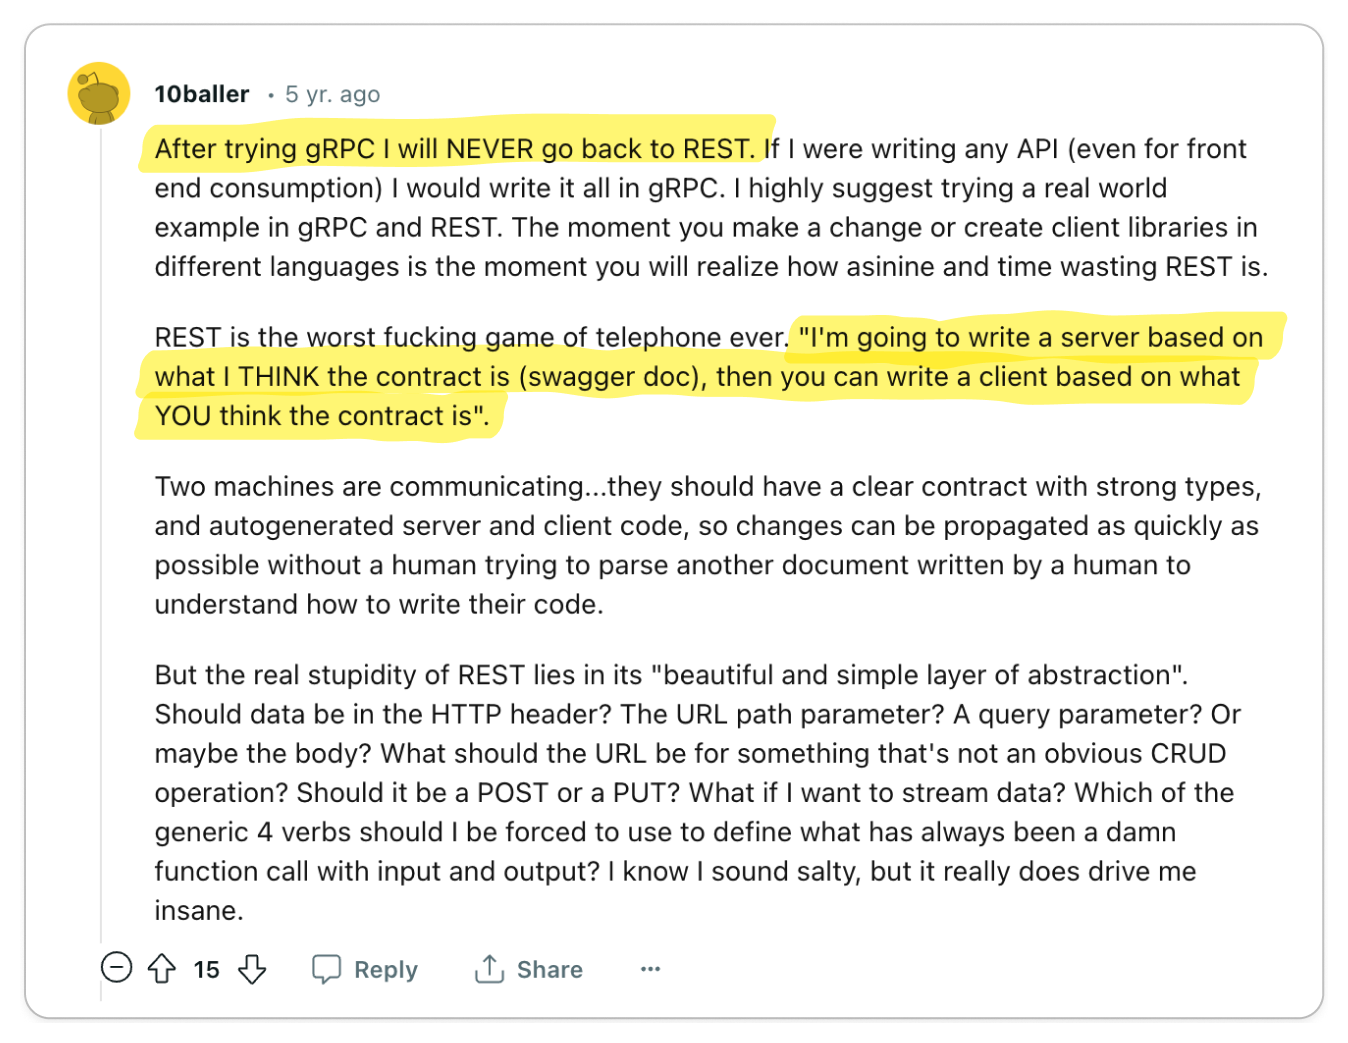 10baller • 5 yr. ago
After trying gRPC I will NEVER go back to REST. If I were writing any API (even for front
end consumption) I would write it all in gRPC. I highly suggest trying a real world
example in gRPC and REST. The moment you make a change or create client libraries in
different languages is the moment you will realize how asinine and time wasting REST is.
REST is the worst fucking game of telephone ever. "I'm going to write a server based on
what I THINK the contract is (swagger doc), then you can write a client based on what
YOU think the contract is".
Two machines are communicating...they should have a clear contract with strong types,
and autogenerated server and client code, so changes can be propagated as quickly as
possible without a human trying to parse another document written by a human to
understand how to write their code.
But the real stupidity of REST lies in its "beautiful and simple layer of abstraction".
Should data be in the HTTP header? The URL path parameter? A query parameter? Or
maybe the body? What should the URL be for something that's not an obvious CRUD
operation? Should it be a POST or a PUT? What if I want to stream data? Which of the
generic 4 verbs should I be forced to use to define what has always been a damn
function call with input and output? I know I sound salty, but it really does drive me
insane.
15 Reply Share ...